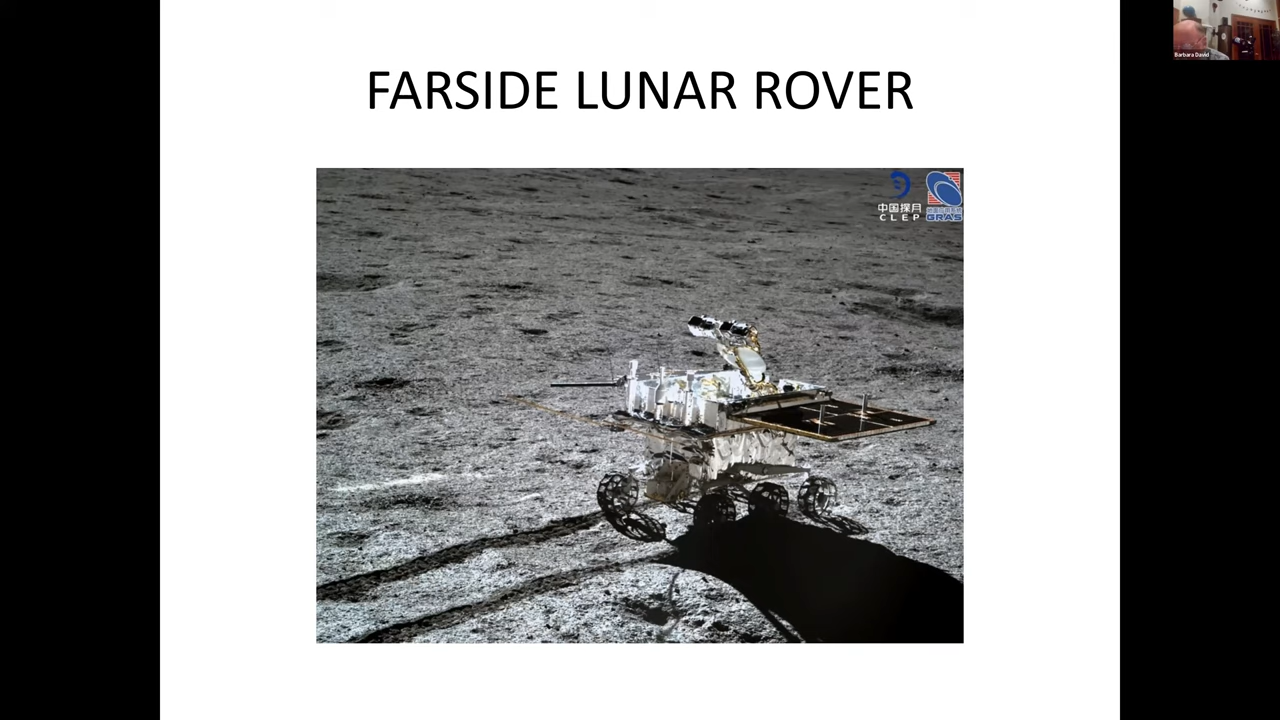 FARSIDE LUNAR ROVER
中国探月
CLEP
GRAS
Barbara David